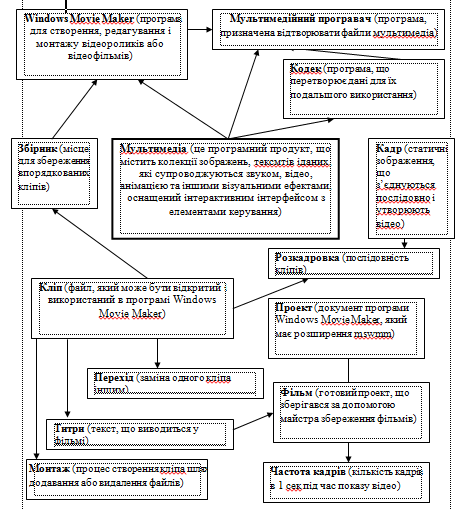 Windows Movie Maker (програма
для створення, редагування і
монтажу відеороликів або
відеофільмів)
Мультимедійний програвач (програма,
призначена відтворювати файли мультимедіа)
Кодек (програма, що
перетворює дані для їх
подальшого використання)
Збірник (місце
для збереження
впорядкованих
кліпів)
Мультимедіа (це програмний продукт, що
містить колекції зображень, текстмтів іданих,
які супроводжуються звуком, відео,
анімацією та іншими візуальними ефектами,
оснащений інтерактивним інтерфейсом з
елементами керування)
Кадр (статичні
зображення,
що
з’єднуються
послідовно і
утворюють
відео)
Розкадровка (послідовність
кліпів)
Кліп (файл, який може бути відкритий
використаний в програмі Windows
Movie Maker)
Проект (документ програми
Windows Movie Maker, який
має розширення mswmm)
Перехід (заміна одного кліпа
іншим)
Фільм (готовий проект, що
зберігався за допомогою
майстра збереження фільмів)
Титри (текст, що виводиться у
фільмі)
Монтаж (процес створення кліпа
додавання або видалення файлів)
Частота кадрів (кількість кадрів
в 1 сек під час показу відео)